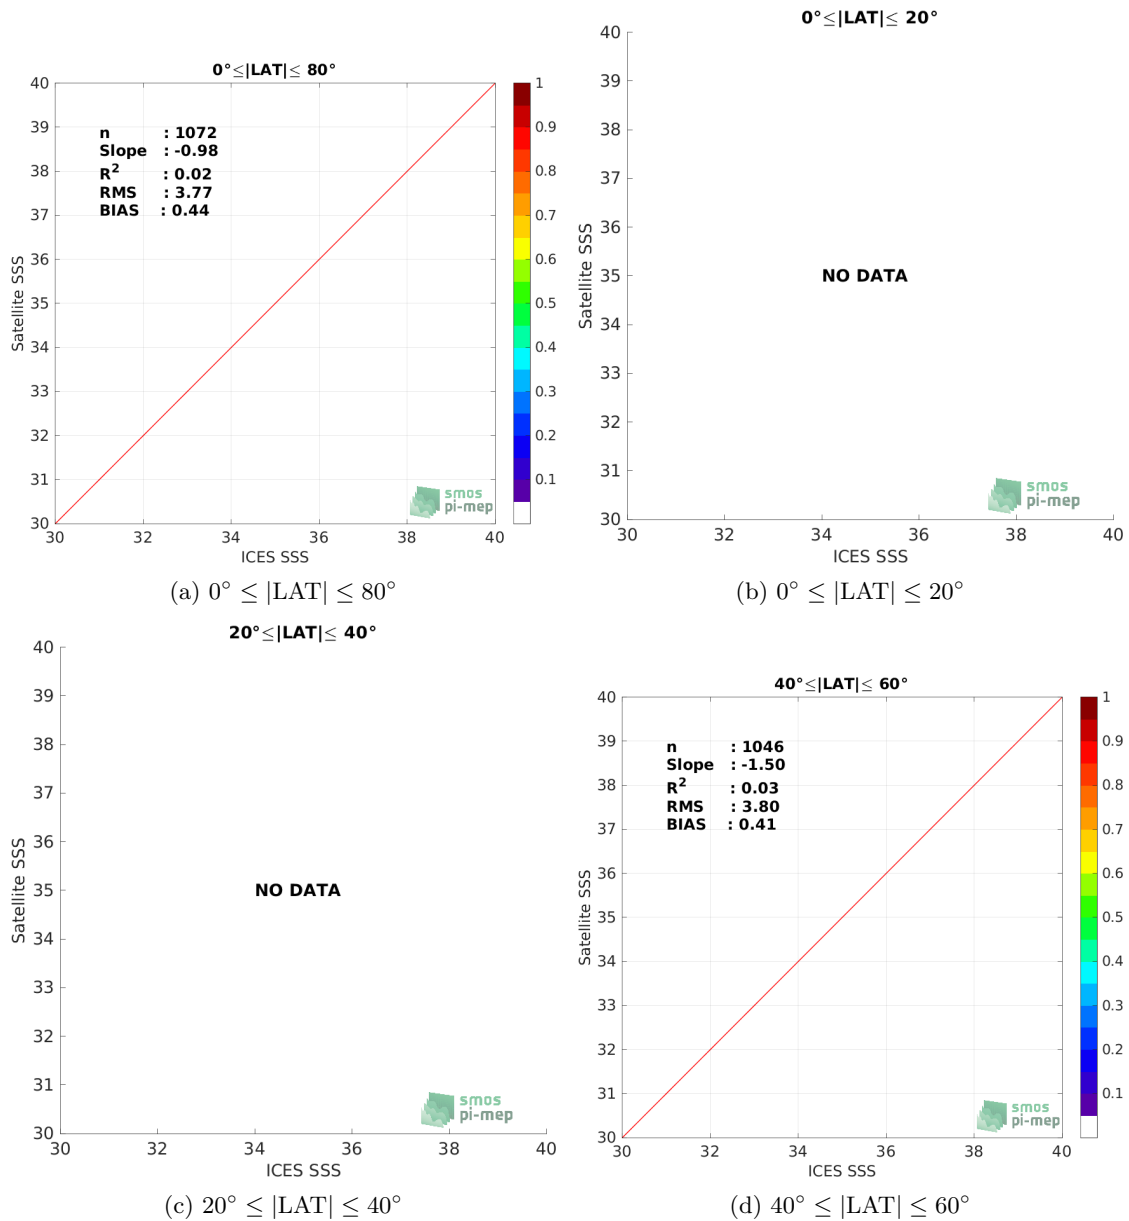 0°≤|LAT|≤ 80°
40
39
38
37
36
35
34
33
32
31
30
Satellite SSS
n : 1072
Slope : -0.98
R² : 0.02
RMS : 3.77
BIAS : 0.44
smos
pi-mep
30 32 34 36 38 40
ICES SSS
1
0.9
0.8
0.7
0.6
0.5
0.4
0.3
0.2
0.1
(a) 0° ≤ |LAT| ≤ 80°
0°≤|LAT|≤ 20°
40
39
38
37
36
35
34
33
32
31
30
Satellite SSS
NO DATA
smos
pi-mep
30 32 34 36 38 40
ICES SSS
(b) 0° ≤ |LAT| ≤ 20°
20°≤|LAT|≤ 40°
40
39
38
37
36
35
34
33
32
31
30
Satellite SSS
NO DATA
smos
pi-mep
30 32 34 36 38 40
ICES SSS
(c) 20° ≤ |LAT| ≤ 40°
40°≤|LAT|≤ 60°
40
39
38
37
36
35
34
33
32
31
30
Satellite SSS
n : 1046
Slope : -1.50
R² : 0.03
RMS : 3.80
BIAS : 0.41
smos
pi-mep
30 32 34 36 38 40
ICES SSS
1
0.9
0.8
0.7
0.6
0.5
0.4
0.3
0.2
0.1
(d) 40° ≤ |LAT| ≤ 60°